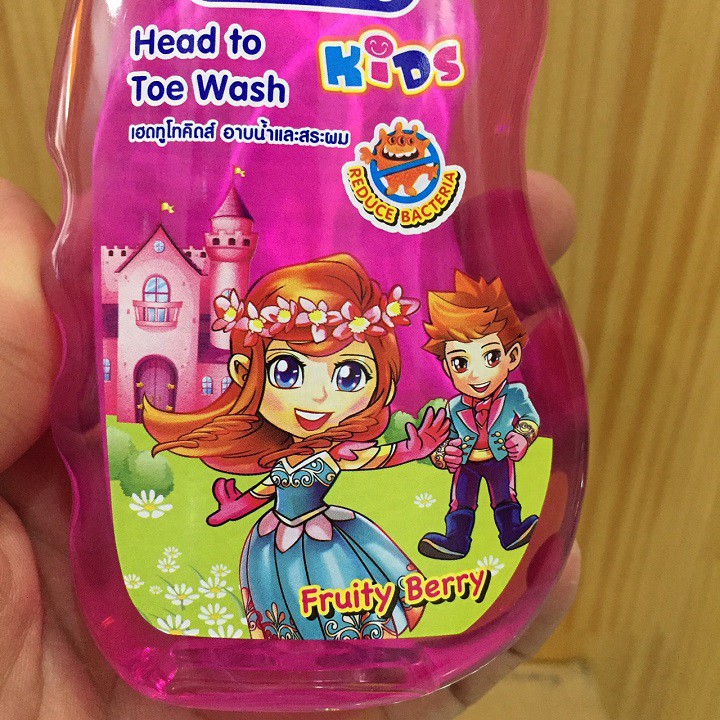 Head to
Toe Wash
KiDS
เฮดทูโทคิดส์ อาบน้ำและสระผม
REDUCE BACTERIA
Fruity Berry